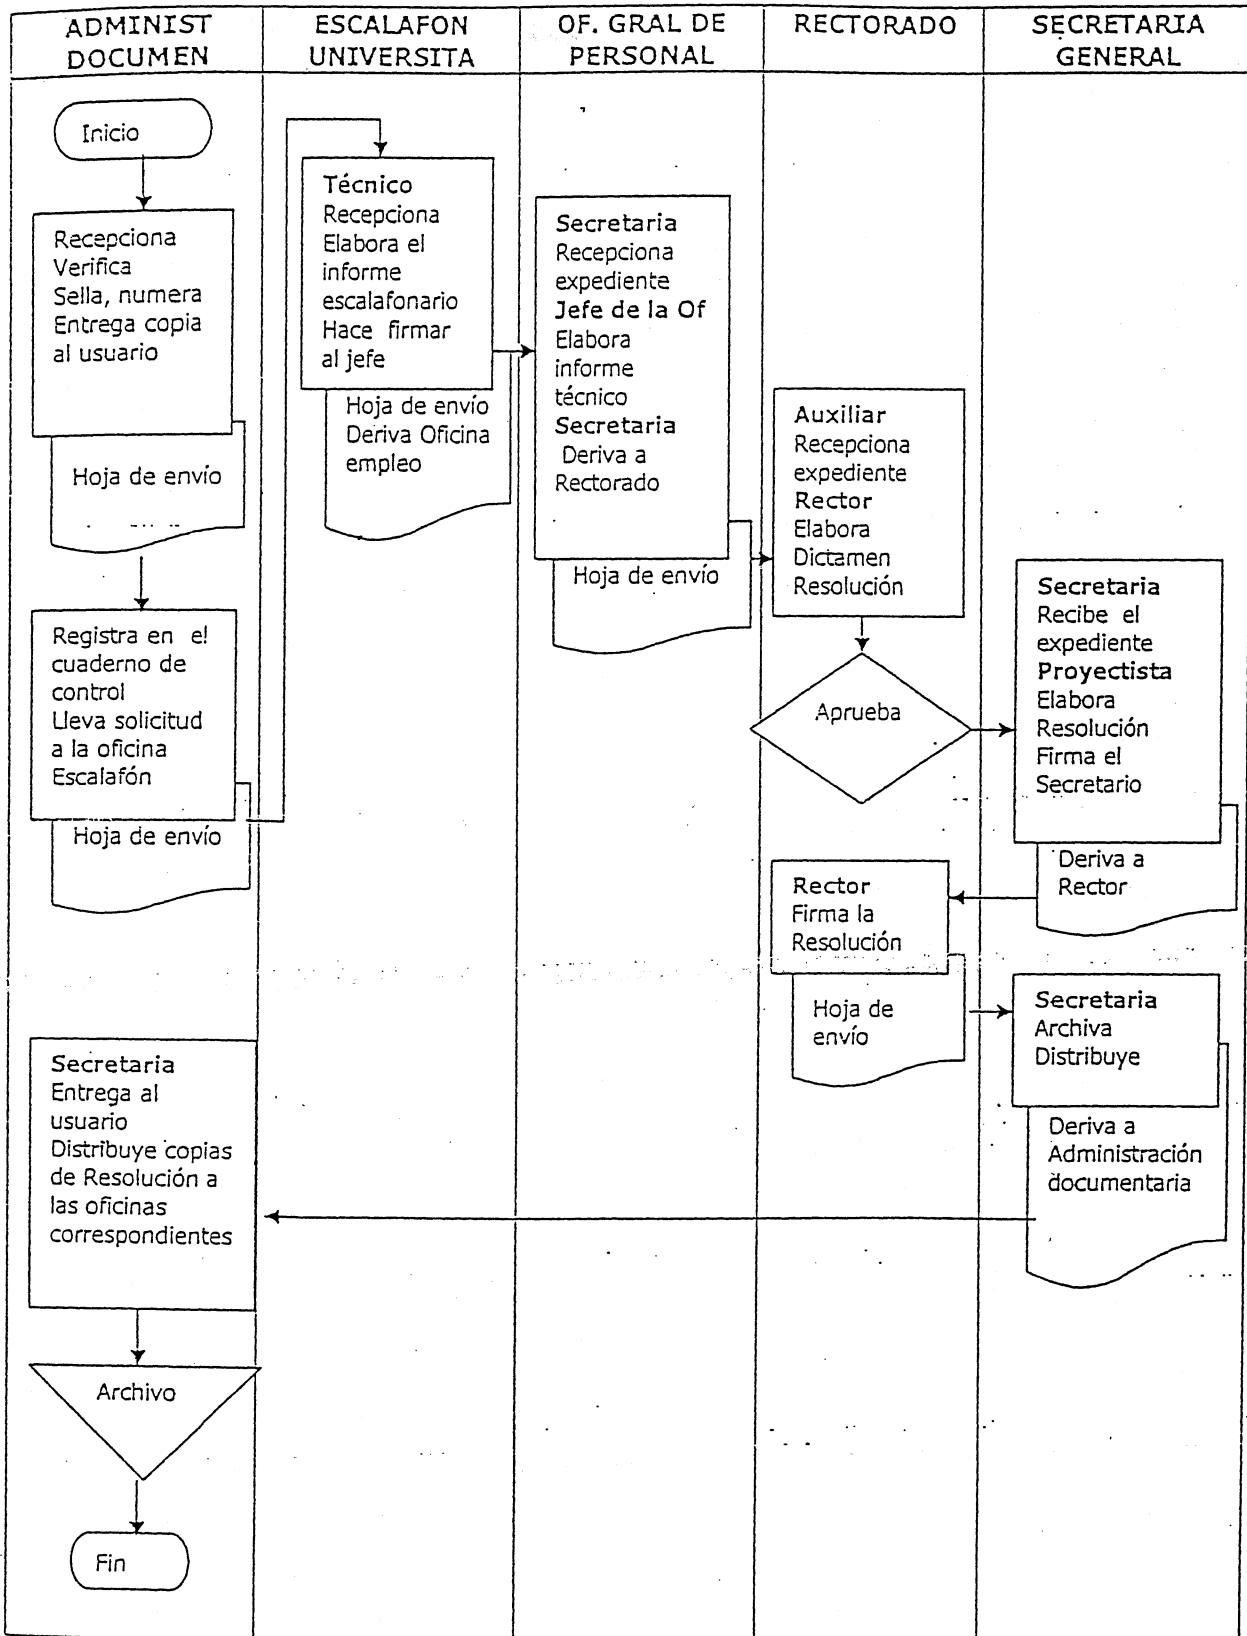 ADMINIST
DOCUMEN
ESCALAFON
UNIVERSITA
OF. GRAL DE
PERSONAL
RECTORADO
SECRETARIA
GENERAL
Inicio
Recepciona
Verifica
Sella, numera
Entrega copia
al usuario
Hoja de envío
Registra en el
cuaderno de
control
Lleva solicitud
a la oficina
Escalafón
Hoja de envío
Técnico
Recepciona
Elabora el
informe
escalafonario
Hace firmar
al jefe
Hoja de envío
Deriva Oficina
empleo
Secretaria
Recepciona
expediente
Jefe de la Of
Elabora
informe
técnico
Secretaria
Deriva a
Rectorado
Hoja de envío
Auxiliar
Recepciona
expediente
Rector
Elabora
Dictamen
Resolución
Aprueba
Secretaria
Recibe el
expediente
Proyectista
Elabora
Resolución
Firma el
Secretario
Deriva a
Rector
Rector
Firma la
Resolución
Hoja de
envío
Secretaria
Archiva
Distribuye
Deriva a
Administración
documentaria
Secretaria
Entrega al
usuario
Distribuye copias
de Resolución a
las oficinas
correspondientes
Archivo
Fin